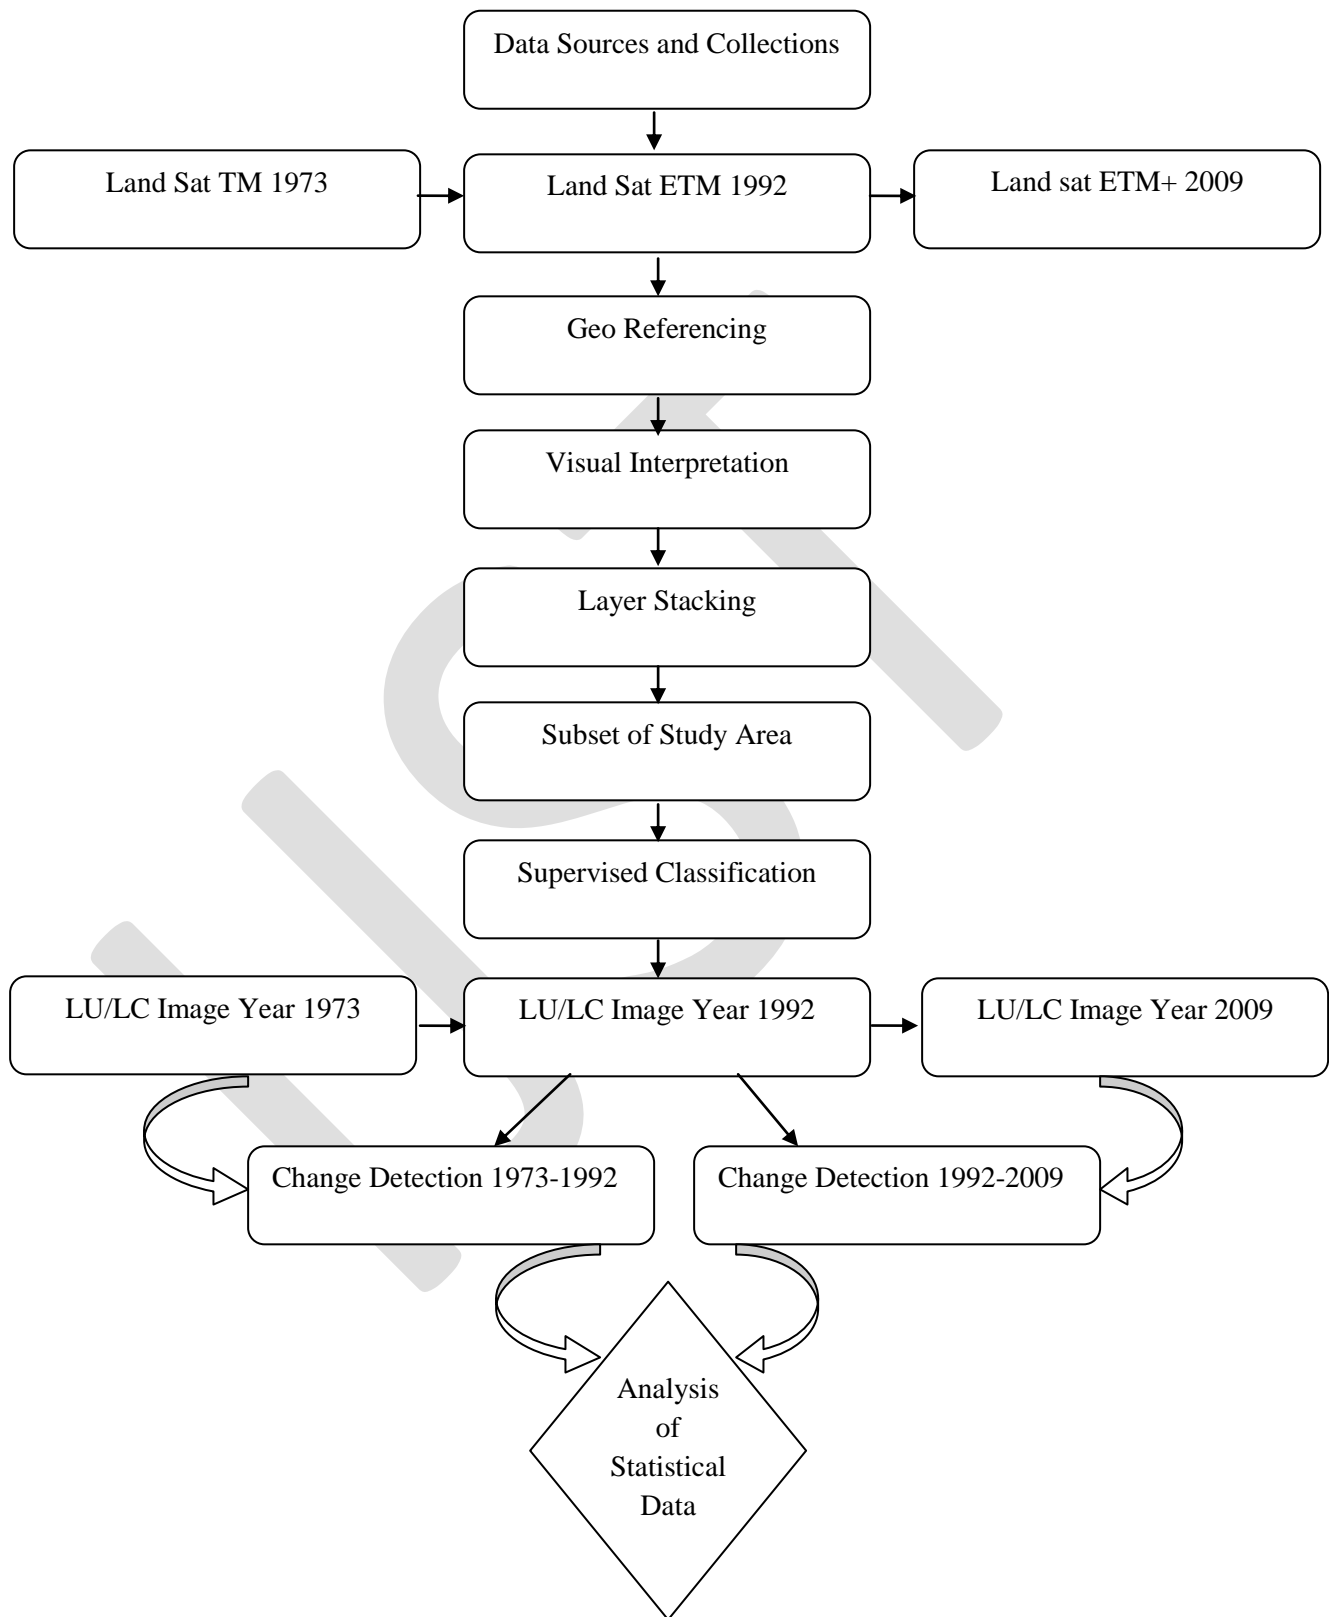 Data Sources and Collections
Land Sat TM 1973
Land Sat ETM 1992
Land sat ETM+ 2009
Geo Referencing
Visual Interpretation
Layer Stacking
Subset of Study Area
Supervised Classification
LU/LC Image Year 1973
LU/LC Image Year 1992
LU/LC Image Year 2009
Change Detection 1973-1992
Change Detection 1992-2009
Analysis
of
Statistical
Data